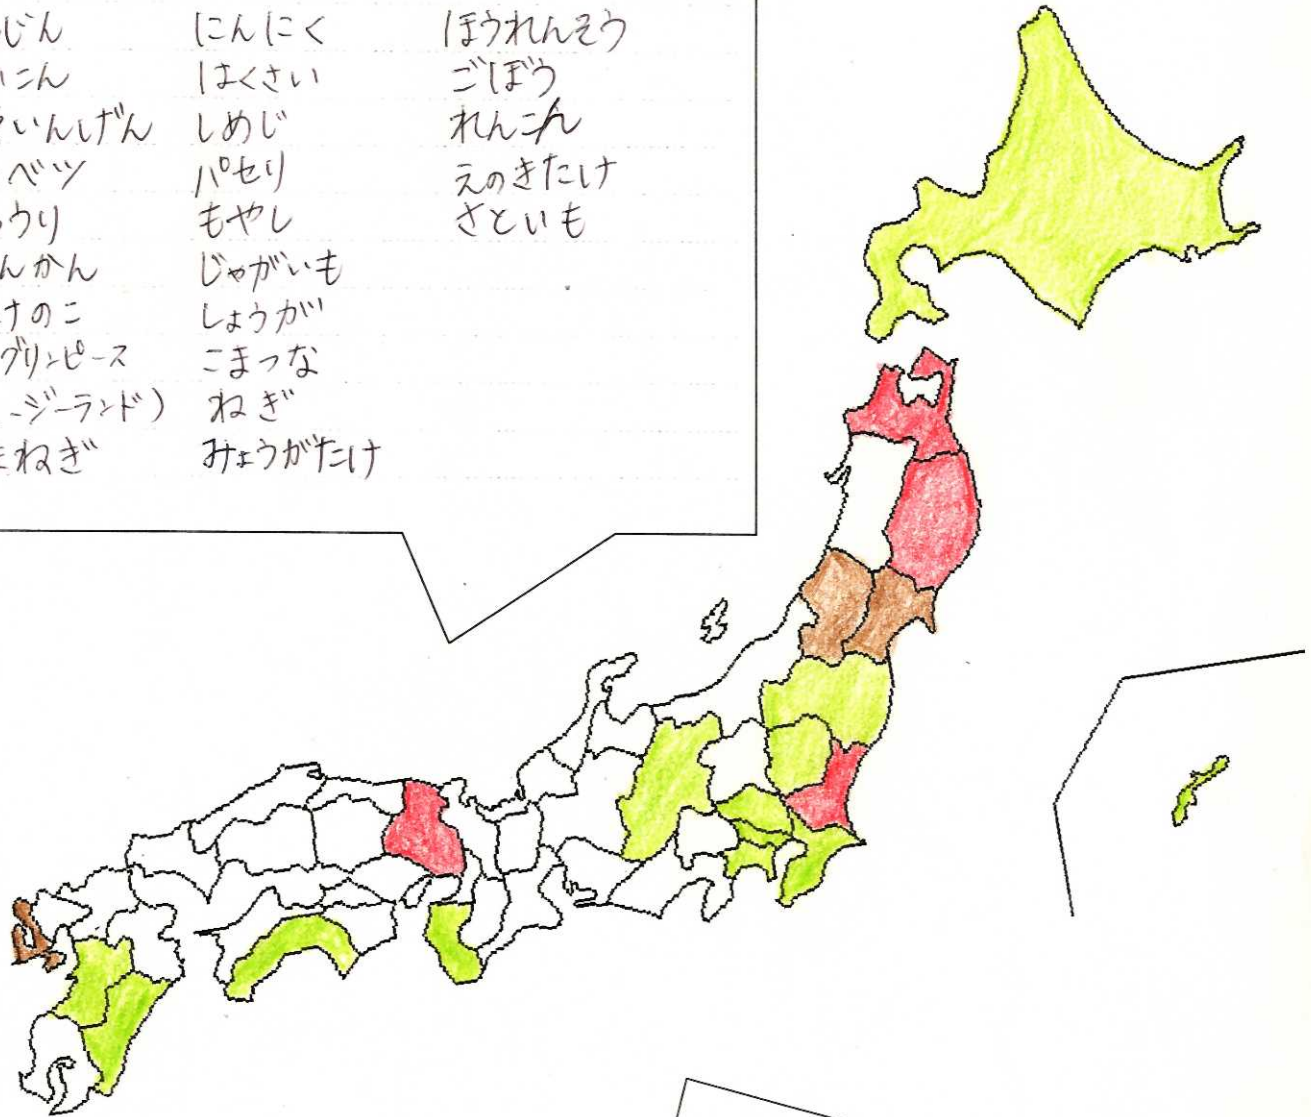 じん
こん
いんげん
ベツ
うり
んかん
けのこ
グリンピース
ージーランド）
まねぎ
にんにく
はくさい
しめじ
パセリ
もやし
じゃがいも
しょうが
こまつな
ねぎ
みょうがたけ
ほうれんそう
ごぼう
れんこん
えのきたけ
さといも